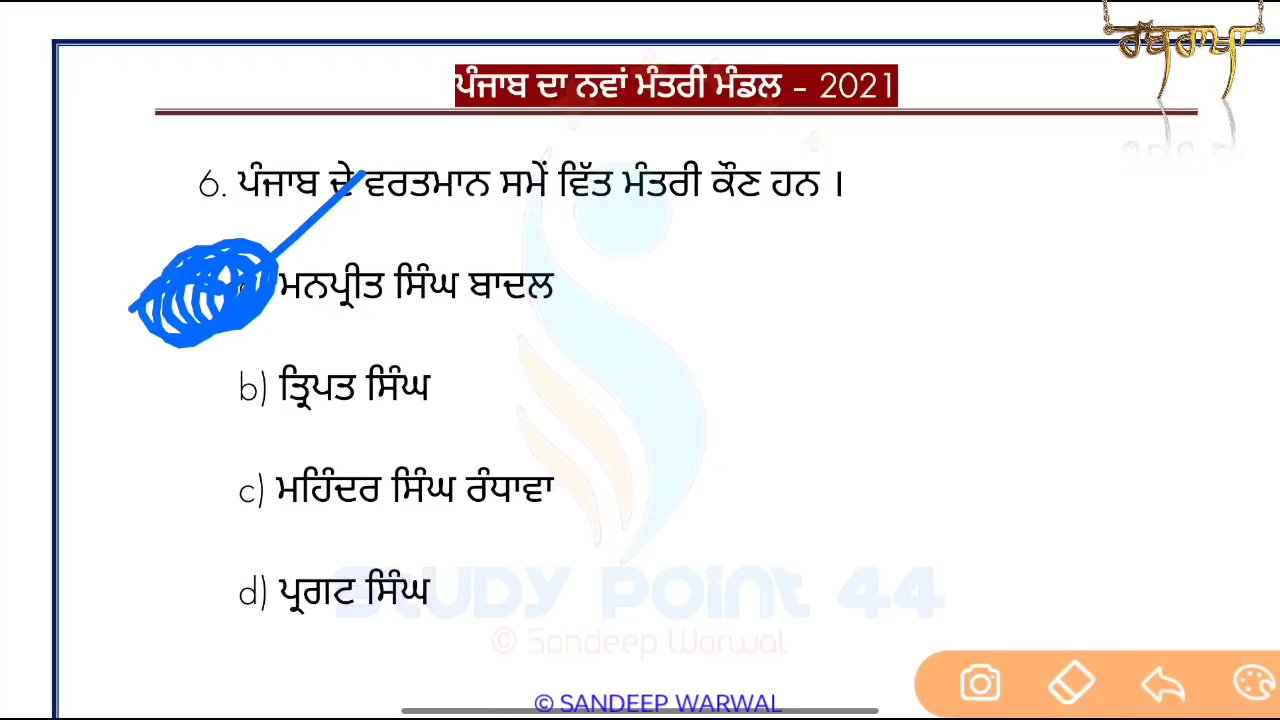 ਰੱਬਰਾਖਾ
ਪੰਜਾਬ ਦਾ ਨਵਾਂ ਮੰਤਰੀ ਮੰਡਲ - 2021
6. ਪੰਜਾਬ ਦੇ ਵਰਤਮਾਨ ਸਮੇਂ ਵਿੱਤ ਮੰਤਰੀ ਕੌਣ ਹਨ ।
ਮਨਪ੍ਰੀਤ ਸਿੰਘ ਬਾਦਲ
b) ਤ੍ਰਿਪਤ ਸਿੰਘ
c) ਮਹਿੰਦਰ ਸਿੰਘ ਰੰਧਾਵਾ
d) ਪ੍ਰਗਟ ਸਿੰਘ
STUDY POINT 44
© Sandeep Warwal
© SANDEEP WARWAL